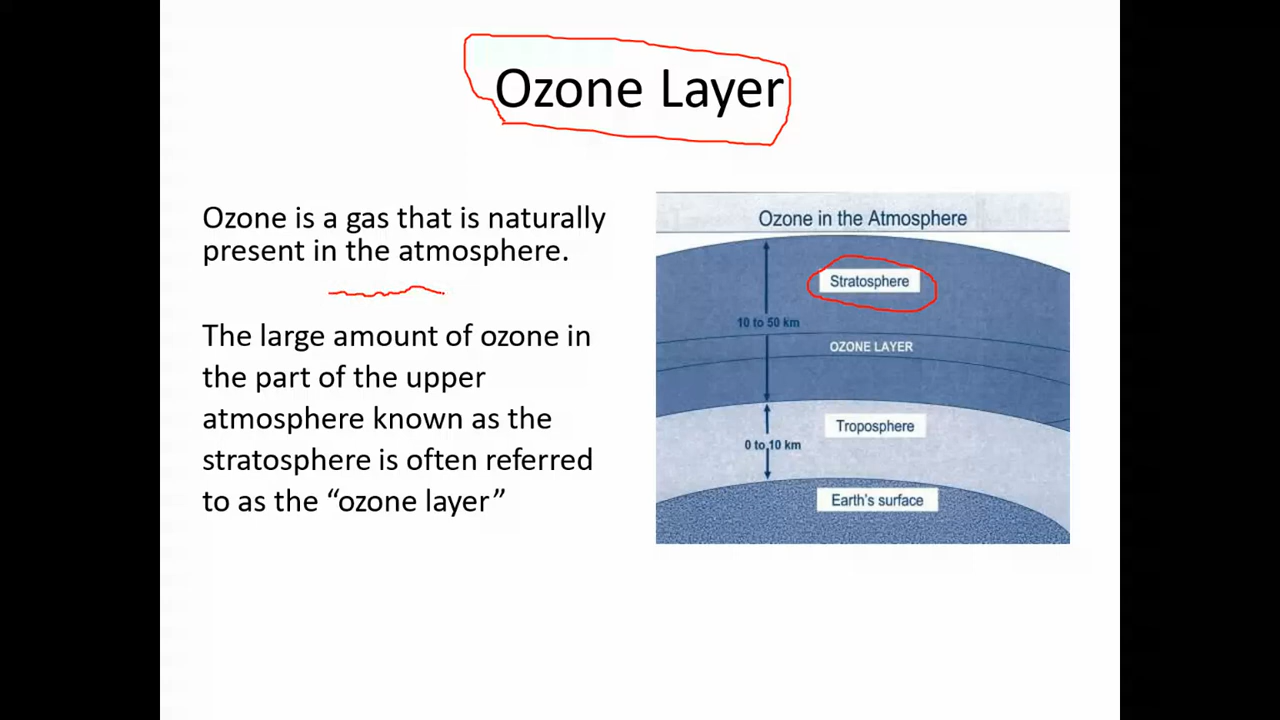 Ozone Layer
Ozone is a gas that is naturally
present in the atmosphere.
The large amount of ozone in
the part of the upper
atmosphere known as the
stratosphere is often referred
to as the “ozone layer”
Ozone in the Atmosphere
Stratosphere
10 to 50 km
OZONE LAYER
Troposphere
0 to 10 km
Earth's surface